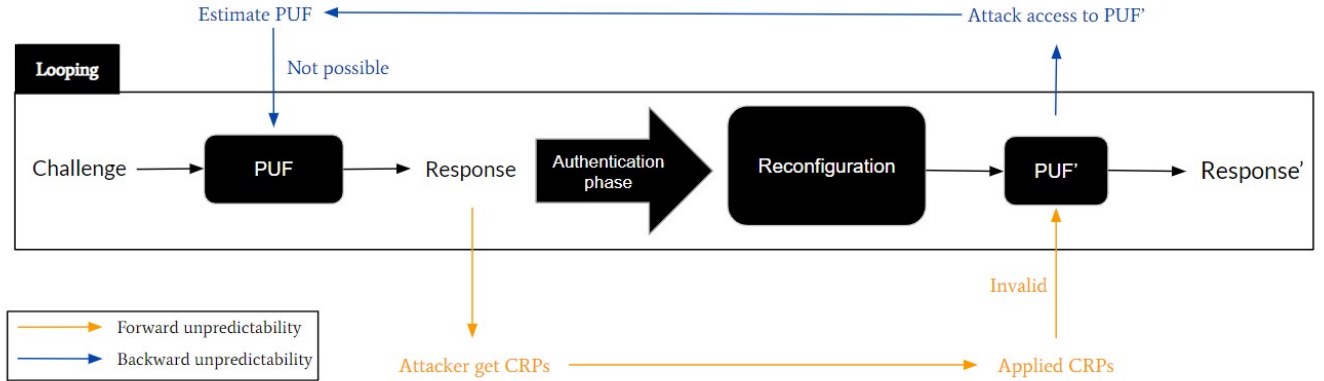 Estimate PUF
Attack access to PUF'
Not possible
Looping
Challenge
PUF
Response
Authentication
phase
Reconfiguration
PUF'
Response'
Invalid
Forward unpredictability
Backward unpredictability
Attacker get CRPs
Applied CRPs